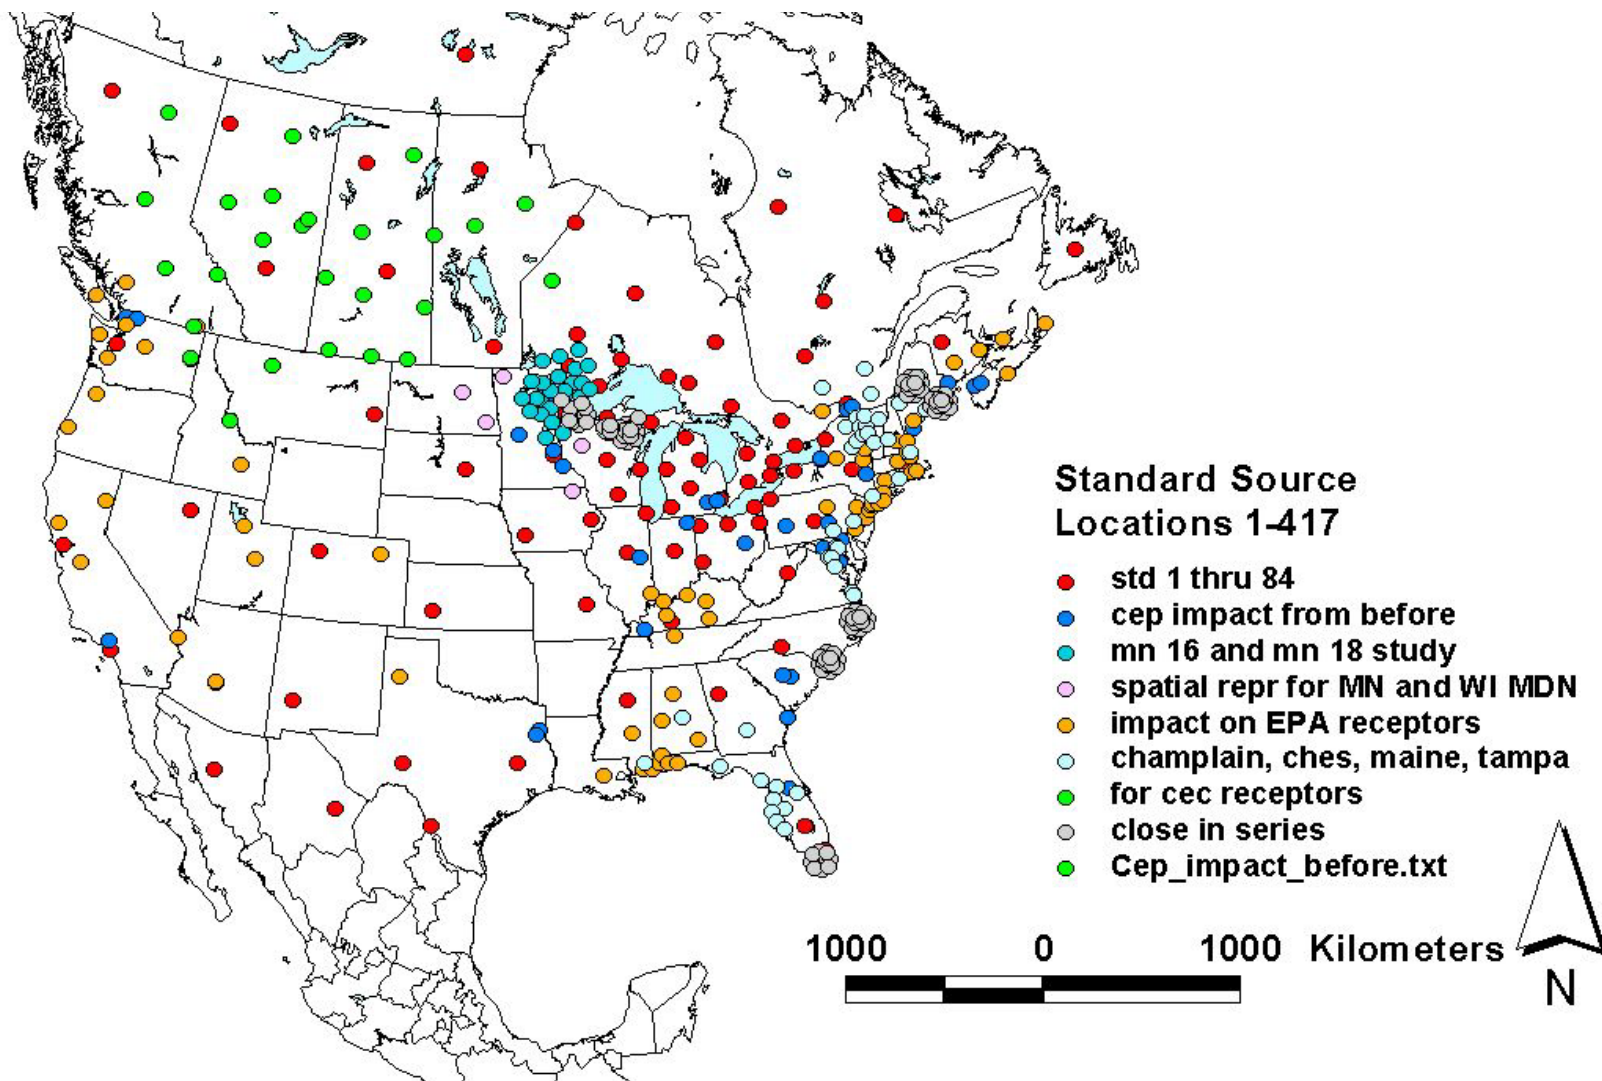 Standard Source
Locations 1-417
std 1 thru 84
cep impact from before
mn 16 and mn 18 study
spatial repr for MN and WI MDN
impact on EPA receptors
champlain, ches, maine, tampa
for cec receptors
close in series
Cep_impact_before.txt
1000 0 1000 Kilometers
N